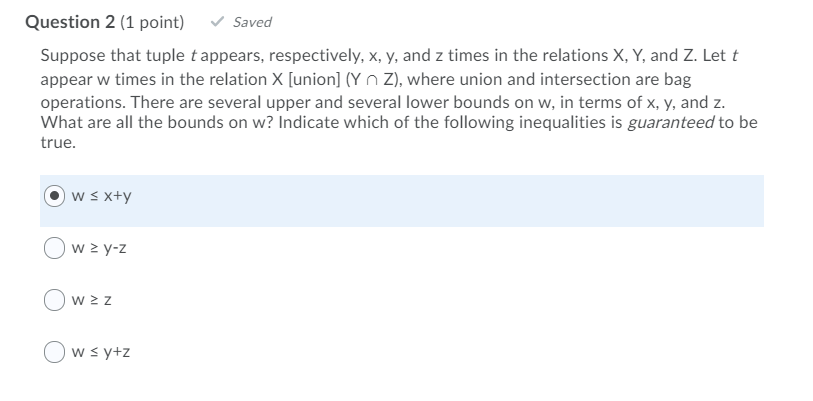 Question 2 (1 point) ✓ Saved
Suppose that tuple t appears, respectively, x, y, and z times in the relations X, Y, and Z. Let t
appear w times in the relation X [union] (Y ∩ Z), where union and intersection are bag
operations. There are several upper and several lower bounds on w, in terms of x, y, and z.
What are all the bounds on w? Indicate which of the following inequalities is guaranteed to be
true.
w ≤ x+y
w ≥ y-z
w ≥ z
w ≤ y+z